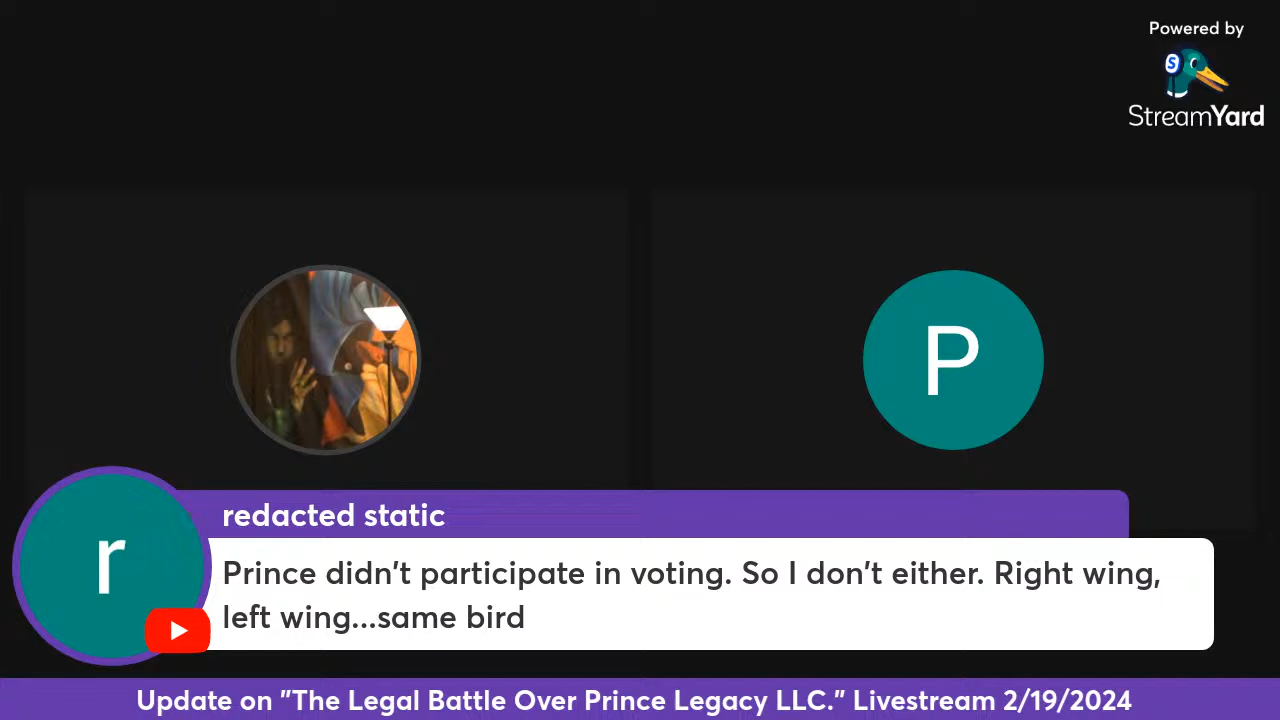 Powered by
S
StreamYard
P
r
redacted static
Prince didn't participate in voting. So I don't either. Right wing,
left wing...same bird
Update on "The Legal Battle Over Prince Legacy LLC." Livestream 2/19/2024